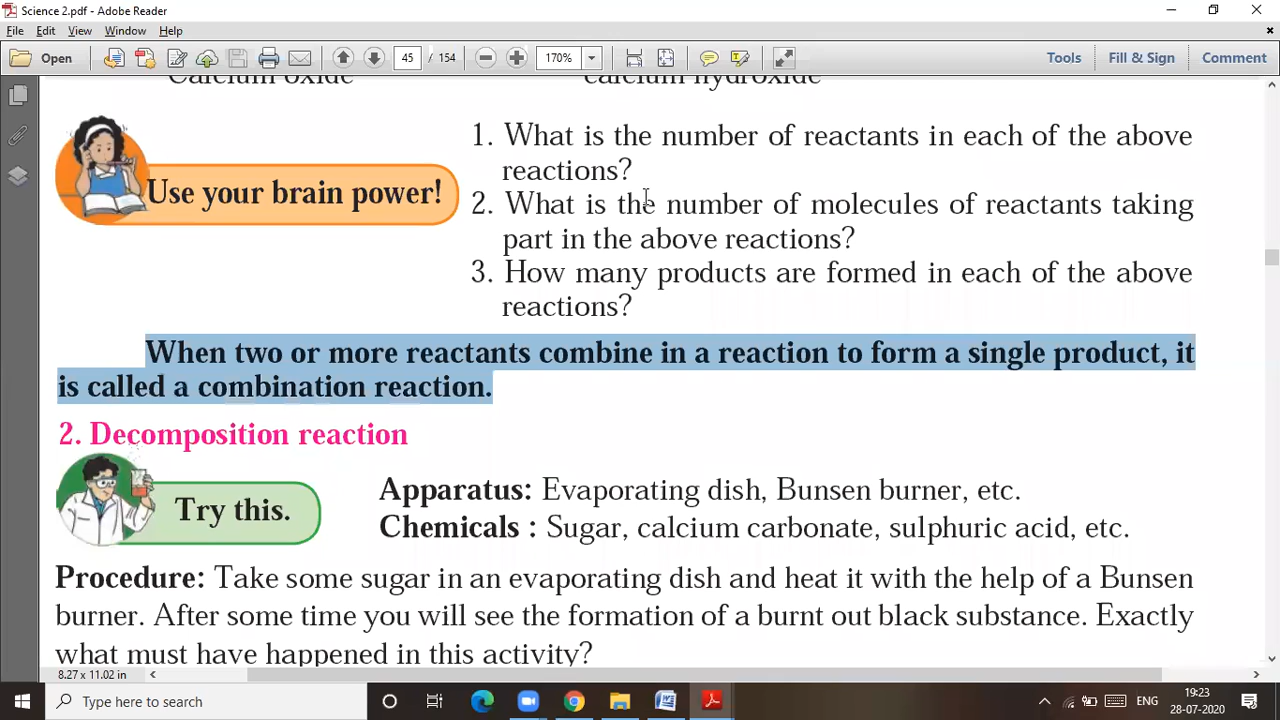 Science 2.pdf - Adobe Reader
File Edit View Window Help
Open 45 / 154 170% Tools Fill & Sign Comment
Calcium oxide calcium hydroxide
Use your brain power!
1. What is the number of reactants in each of the above
reactions?
2. What is the number of molecules of reactants taking
part in the above reactions?
3. How many products are formed in each of the above
reactions?
When two or more reactants combine in a reaction to form a single product, it
is called a combination reaction.
2. Decomposition reaction
Try this.
Apparatus: Evaporating dish, Bunsen burner, etc.
Chemicals : Sugar, calcium carbonate, sulphuric acid, etc.
Procedure: Take some sugar in an evaporating dish and heat it with the help of a Bunsen
burner. After some time you will see the formation of a burnt out black substance. Exactly
what must have happened in this activity?
8.27 x 11.02 in
Type here to search
ENG
19:23
28-07-2020